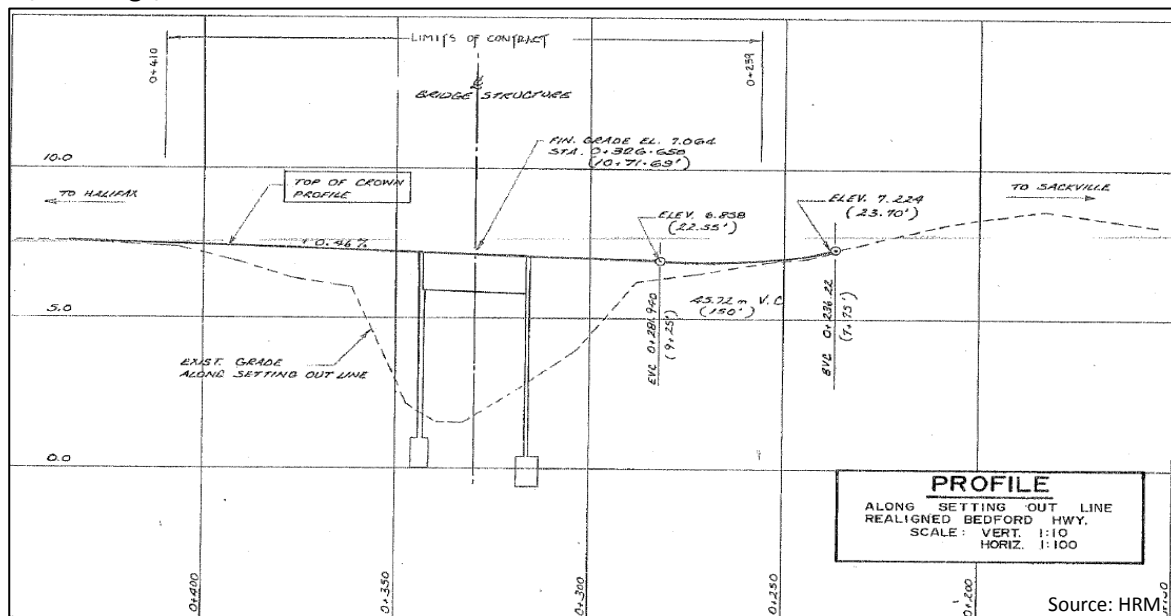 LIMITS OF CONTRACT
0+410
0+239
BRIDGE STRUCTURE
FIN. GRADE EL. 7.064
STA. 0+326.650
(10+71.69')
10.0
TOP OF CROWN
PROFILE
TO HALIFAX
TO SACKVILLE
ELEV. 7.224
(23.70')
ELEV. 6.858
(22.55')
+0.46%
5.0
45.72 m V.C
(150')
EVC 0+281.940
(9+25')
BVC 0+236.22
(7+75')
EXIST. GRADE
ALONG SETTING OUT LINE
0.0
PROFILE
ALONG SETTING OUT LINE
REALIGNED BEDFORD HWY.
SCALE: VERT. 1:10
HORIZ. 1:100
0+400
0+350
0+300
0+250
0+200
Source: HRM